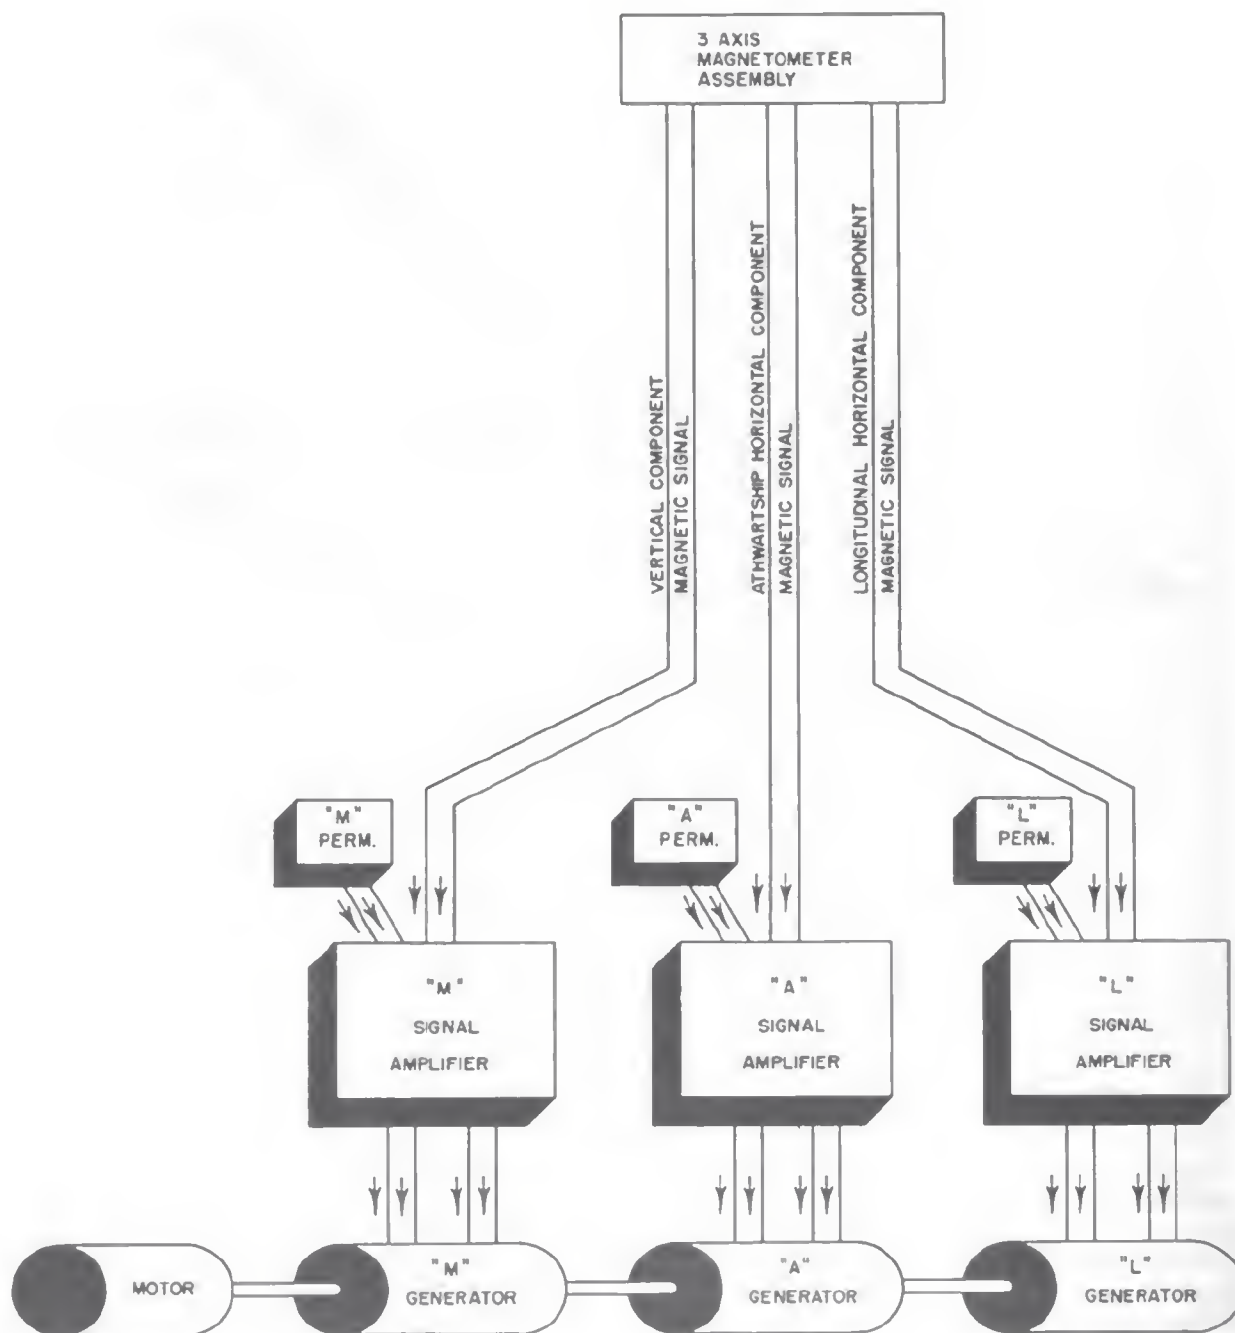 3 AXIS
MAGNETOMETER
ASSEMBLY
VERTICAL COMPONENT
MAGNETIC SIGNAL
ATHWARTSHIP HORIZONTAL COMPONENT
MAGNETIC SIGNAL
LONGITUDINAL HORIZONTAL COMPONENT
MAGNETIC SIGNAL
"M"
PERM.
"A"
PERM.
"L"
PERM.
"M"
SIGNAL
AMPLIFIER
"A"
SIGNAL
AMPLIFIER
"L"
SIGNAL
AMPLIFIER
MOTOR
"M"
GENERATOR
"A"
GENERATOR
"L"
GENERATOR